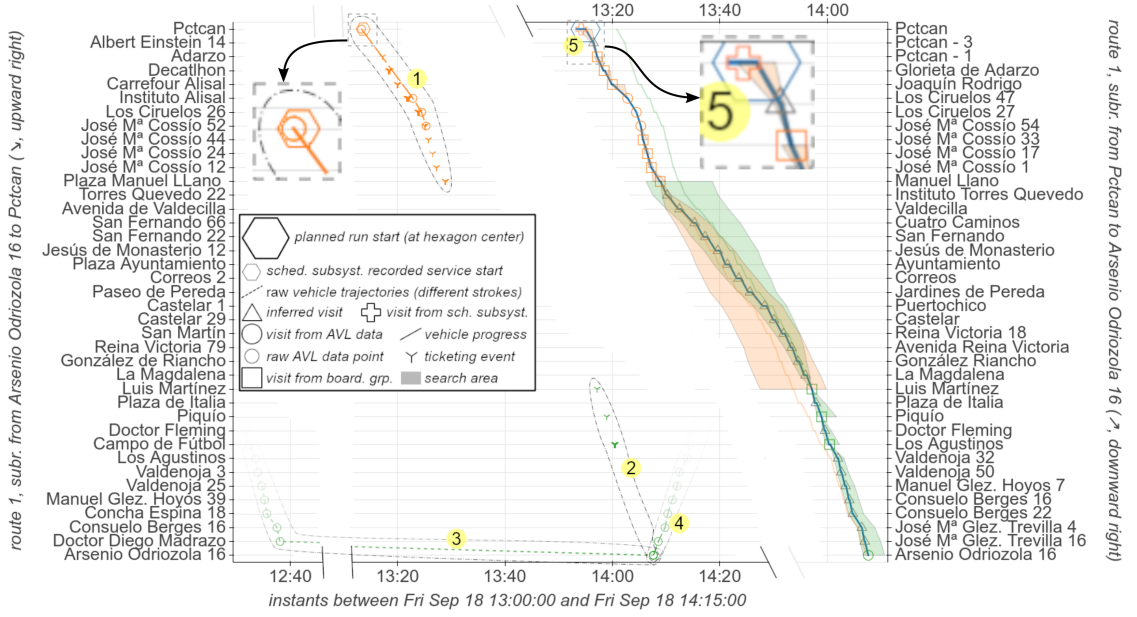 13:20
13:40
14:00
Pctcan
Albert Einstein 14
Adarzo
Decatlhon
Carrefour Alisal
Instituto Alisal
Los Ciruelos 26
José Mª Cossío 52
José Mª Cossío 44
José Mª Cossío 24
José Mª Cossío 12
Plaza Manuel LLano
Torres Quevedo 22
Avenida de Valdecilla
San Fernando 66
San Fernando 22
Jesús de Monasterio 12
Plaza Ayuntamiento
Correos 2
Paseo de Pereda
Castelar 1
Castelar 29
San Martín
Reina Victoria 79
González de Riancho
La Magdalena
Luis Martínez
Plaza de Italia
Piquío
Doctor Fleming
Campo de Fútbol
Los Agustinos
Valdenoja 3
Valdenoja 25
Manuel Glez. Hoyos 39
Concha Espina 18
Consuelo Berges 16
Doctor Diego Madrazo
Arsenio Odriozola 16
route 1, subr. from Arsenio Odriozola 16 to Pctcan (↘, upward right)
1
5
5
2
3
4
planned run start (at hexagon center)
sched. subsyst. recorded service start
raw vehicle trajectories (different strokes)
inferred visit
visit from sch. subsyst.
visit from AVL data
vehicle progress
raw AVL data point
ticketing event
visit from board. grp.
search area
Pctcan
Pctcan - 3
Pctcan - 1
Glorieta de Adarzo
Joaquín Rodrigo
Los Ciruelos 47
Los Ciruelos 27
José Mª Cossío 54
José Mª Cossío 33
José Mª Cossío 17
José Mª Cossío 1
Manuel Llano
Instituto Torres Quevedo
Valdecilla
Cuatro Caminos
San Fernando
Jesús de Monasterio
Ayuntamiento
Correos
Jardines de Pereda
Puertochico
Castelar
Reina Victoria 18
Avenida Reina Victoria
González Riancho
La Magdalena
Luis Martínez
Plaza de Italia
Piquío
Doctor Fleming
Los Agustinos
Valdenoja 32
Valdenoja 50
Manuel Glez. Hoyos 7
Consuelo Berges 16
Consuelo Berges 22
José Mª Glez. Trevilla 4
José Mª Glez. Trevilla 16
Arsenio Odriozola 16
route 1, subr. from Pctcan to Arsenio Odriozola 16 (↗, downward right)
12:40
13:20
13:40
14:00
14:20
instants between Fri Sep 18 13:00:00 and Fri Sep 18 14:15:00